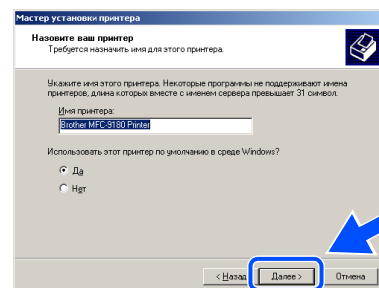 Мастер установки принтера
Назовите ваш принтер
Требуется назначить имя для этого принтера.
Укажите имя этого принтера. Некоторые программы не поддерживают имена
принтеров, длина которых вместе с именем сервера превышает 31 символ.
Имя принтера:
Brother MFC-9180 Printer
Использовать этот принтер по умолчанию в среде Windows?
Да
Нет
< Назад
Далее >
Отмена